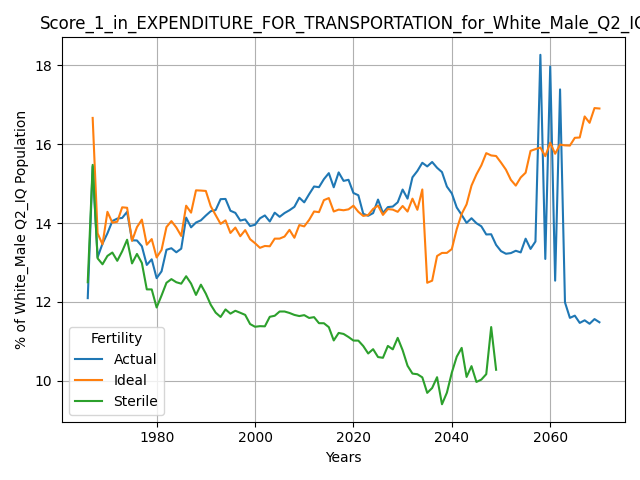 Score_1_in_EXPENDITURE_FOR_TRANSPORTATION_for_White_Male_Q2_IQ
18
16
14
12
10
% of White_Male Q2_IQ Population
Fertility
Actual
Ideal
Sterile
1980
2000
2020
2040
2060
Years